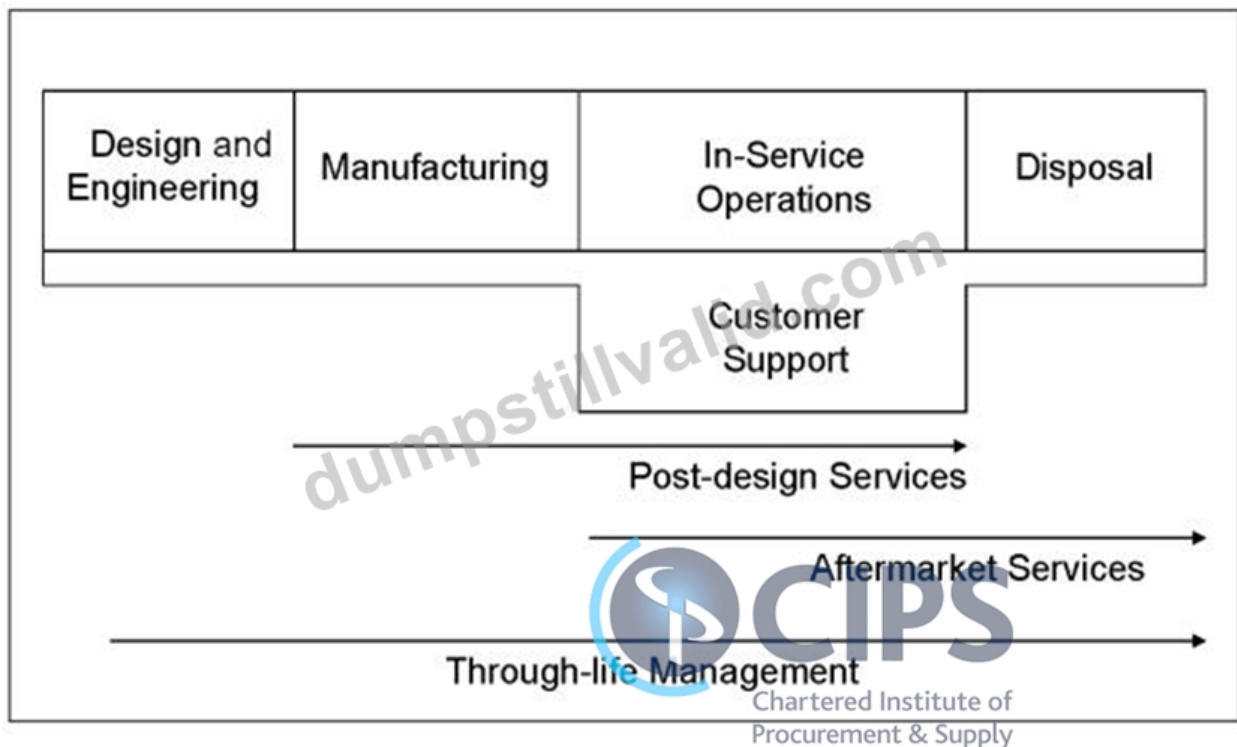 Design and
Engineering
Manufacturing
In-Service
Operations
Disposal
Customer
Support
dumpstillvalid.com
Post-design Services
Aftermarket Services
CIPS
Through-life Management
Chartered Institute of
Procurement & Supply